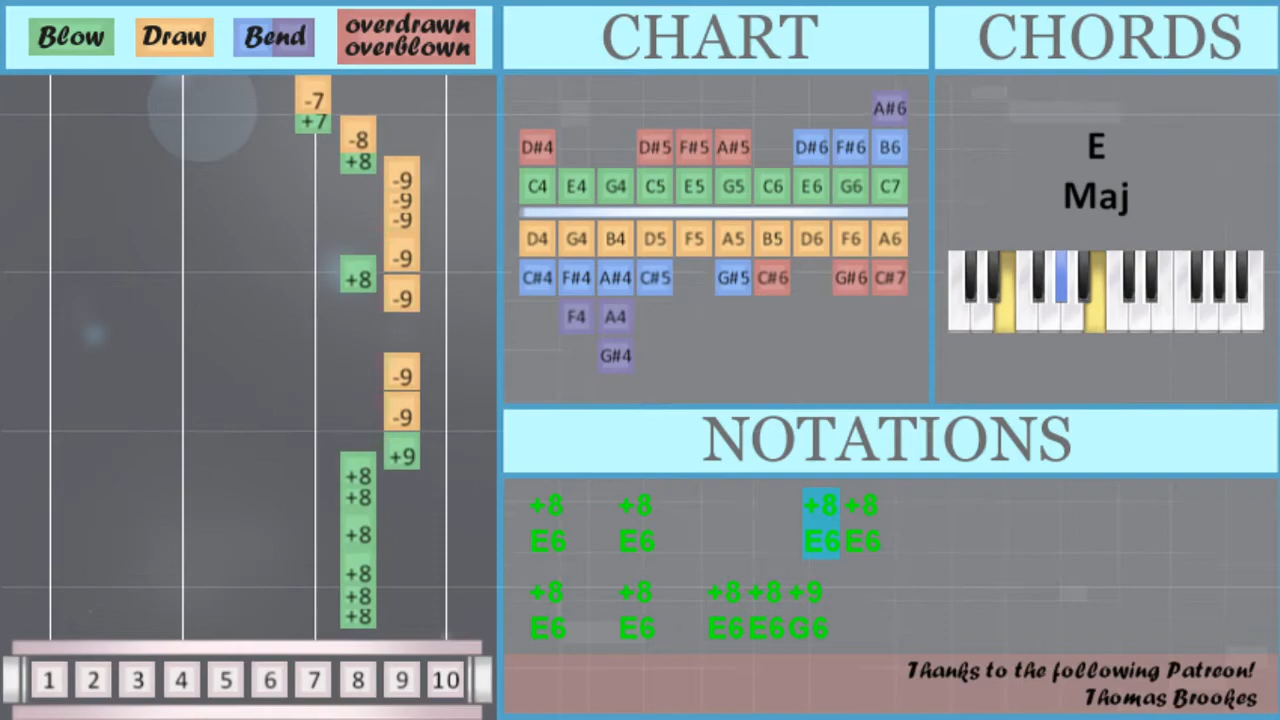 Blow Draw Bend overdrawn
overblown
CHART
CHORDS
-7
+7
-8
+8
-9
-9
-9
-9
+8
-9
-9
-9
+9
+8
+8
+8
+8
+8
+8
1 2 3 4 5 6 7 8 9 10
A#6
D#4 D#5 F#5 A#5 D#6 F#6 B6
C4 E4 G4 C5 E5 G5 C6 E6 G6 C7
D4 G4 B4 D5 F5 A5 B5 D6 F6 A6
C#4 F#4 A#4 C#5 G#5 C#6 G#6 C#7
F4 A4
G#4
E
Maj
NOTATIONS
+8 +8 +8 +8
E6 E6 E6 E6
+8 +8 +8 +8 +9
E6 E6 E6 E6 G6
Thanks to the following Patreon!
Thomas Brookes